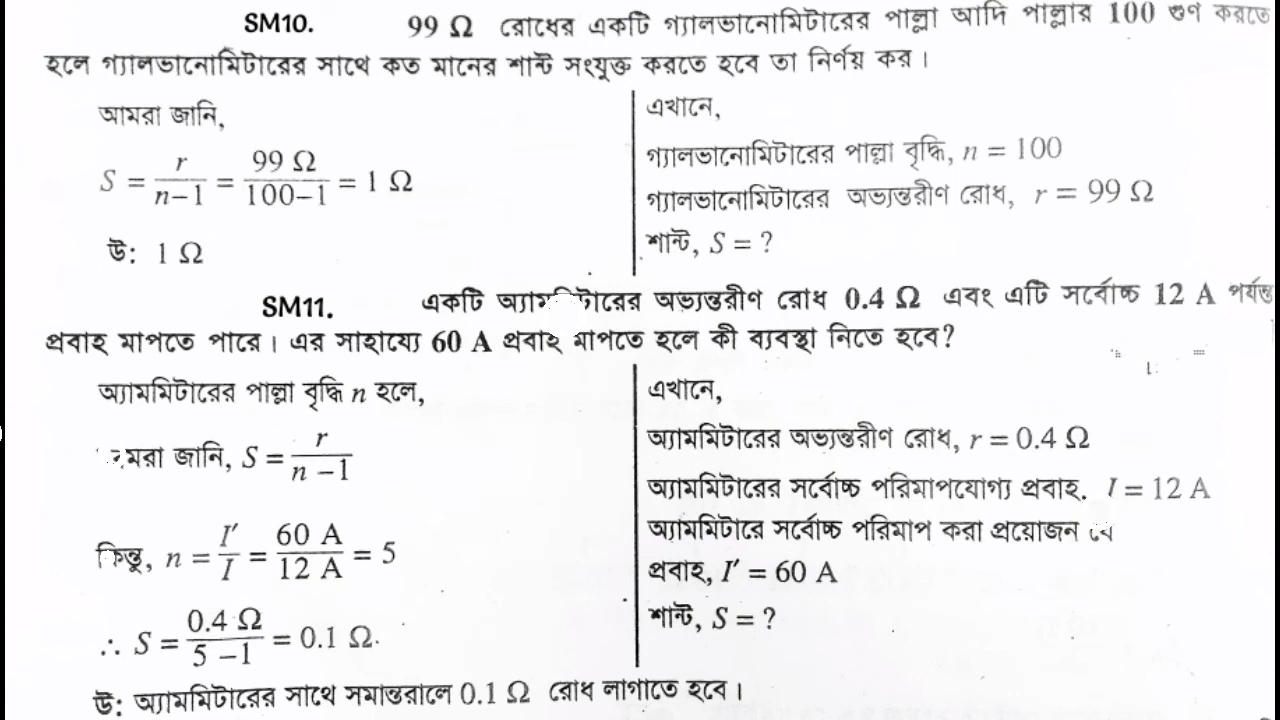 SM10. 99 Ω রোধের একটি গ্যালভানোমিটারের পাল্লা আদি পাল্লার 100 গুণ করতে
হলে গ্যালভানোমিটারের সাথে কত মানের শান্ট সংযুক্ত করতে হবে তা নির্ণয় কর।
আমরা জানি,
S = r/(n−1) = 99 Ω/(100−1) = 1 Ω
উ: 1 Ω
এখানে,
গ্যালভানোমিটারের পাল্লা বৃদ্ধি, n = 100
গ্যালভানোমিটারের অভ্যন্তরীণ রোধ, r = 99 Ω
শান্ট, S = ?
SM11. একটি অ্যামমিটারের অভ্যন্তরীণ রোধ 0.4 Ω এবং এটি সর্বোচ্চ 12 A পর্যন্ত
প্রবাহ মাপতে পারে। এর সাহায্যে 60 A প্রবাহ মাপতে হলে কী ব্যবস্থা নিতে হবে?
অ্যামমিটারের পাল্লা বৃদ্ধি n হলে,
আমরা জানি, S = r/(n −1)
কিন্তু, n = I′/I = 60 A/12 A = 5
∴ S = 0.4 Ω/(5 −1) = 0.1 Ω.
উ: অ্যামমিটারের সাথে সমান্তরালে 0.1 Ω রোধ লাগাতে হবে।
এখানে,
অ্যামমিটারের অভ্যন্তরীণ রোধ, r = 0.4 Ω
অ্যামমিটারের সর্বোচ্চ পরিমাপযোগ্য প্রবাহ. I = 12 A
অ্যামমিটারে সর্বোচ্চ পরিমাপ করা প্রয়োজন
প্রবাহ, I′ = 60 A
শান্ট, S = ?